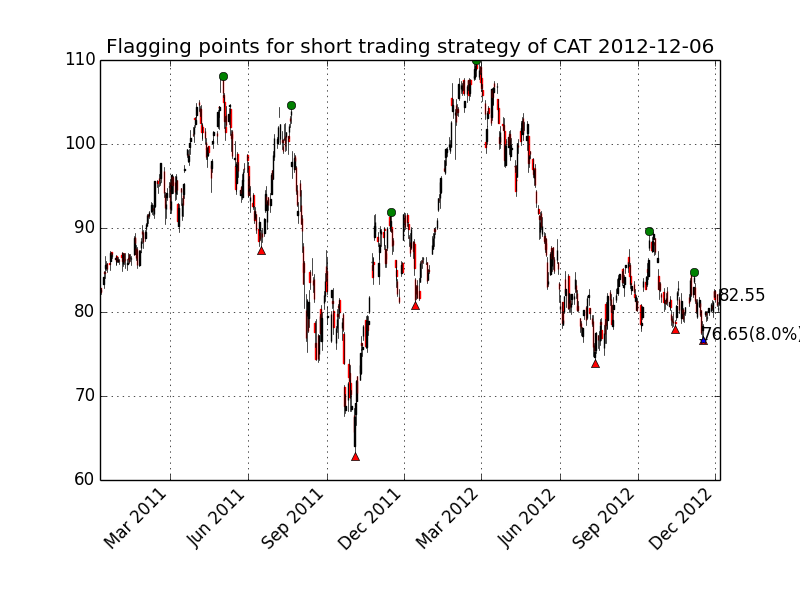 Flagging points for short trading strategy of CAT 2012-12-06
110
100
90
80
70
60
82.55
76.65(8.0%)
Mar 2011
Jun 2011
Sep 2011
Dec 2011
Mar 2012
Jun 2012
Sep 2012
Dec 2012